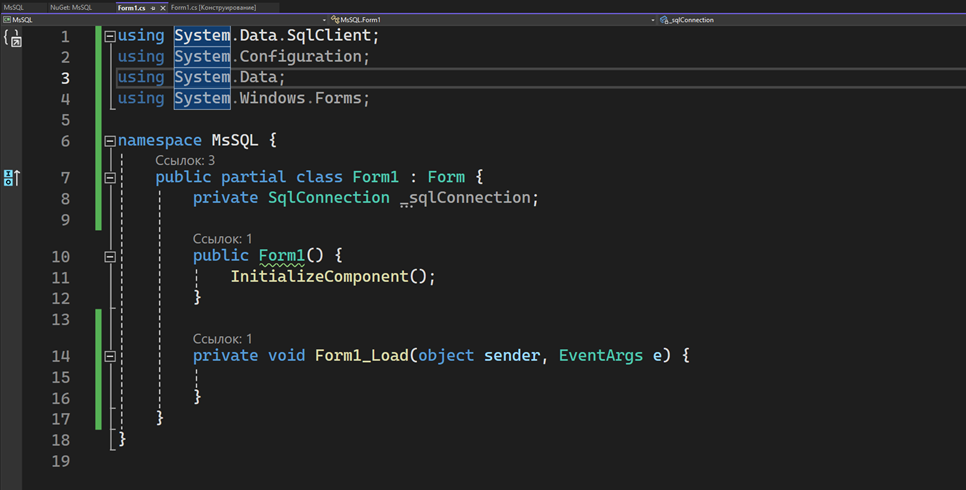 MsSQL NuGet: MsSQL Form1.cs Form1.cs [Конструирование]
MsSQL MsSQL.Form1 _sqlConnection
1 using System.Data.SqlClient;
2 using System.Configuration;
3 using System.Data;
4 using System.Windows.Forms;
5
6 namespace MsSQL {
Ссылок: 3
7 public partial class Form1 : Form {
8 private SqlConnection _sqlConnection;
9
Ссылок: 1
10 public Form1() {
11 InitializeComponent();
12 }
13
Ссылок: 1
14 private void Form1_Load(object sender, EventArgs e) {
15
16 }
17 }
18 }
19